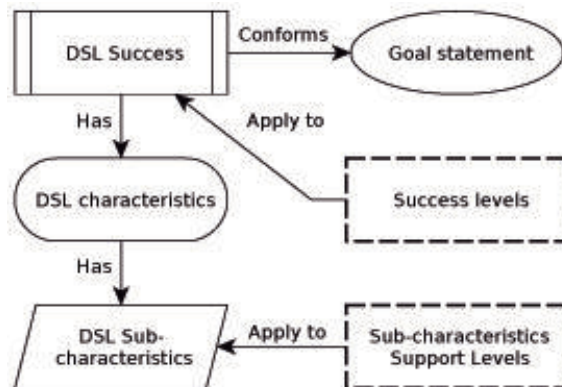 DSL Success
Conforms
Goal statement
Has
Apply to
DSL characteristics
Success levels
Has
DSL Sub-
characteristics
Apply to
Sub-characteristics
Support Levels